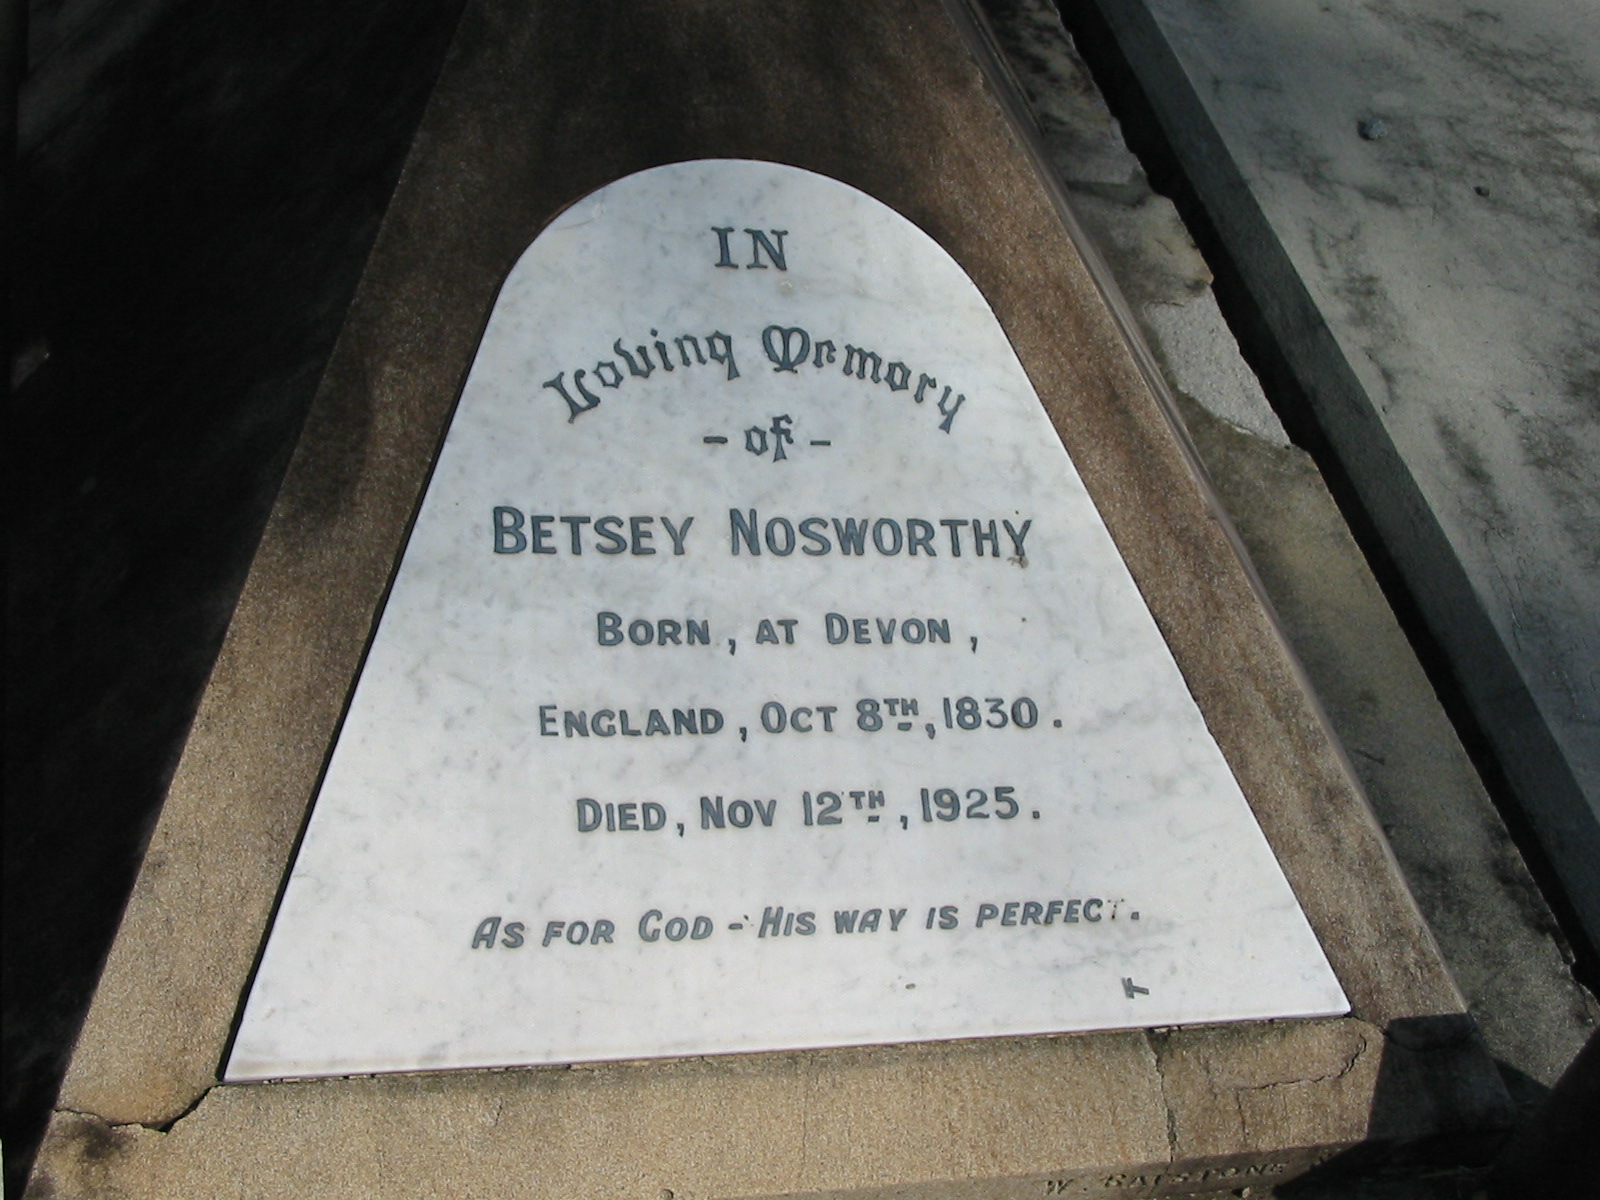 IN
Loving Memory
- of -
BETSEY NOSWORTHY
BORN, AT DEVON,
ENGLAND, OCT 8TH, 1830.
DIED, NOV 12TH, 1925.
AS FOR GOD - HIS WAY IS PERFECT.
T
W.